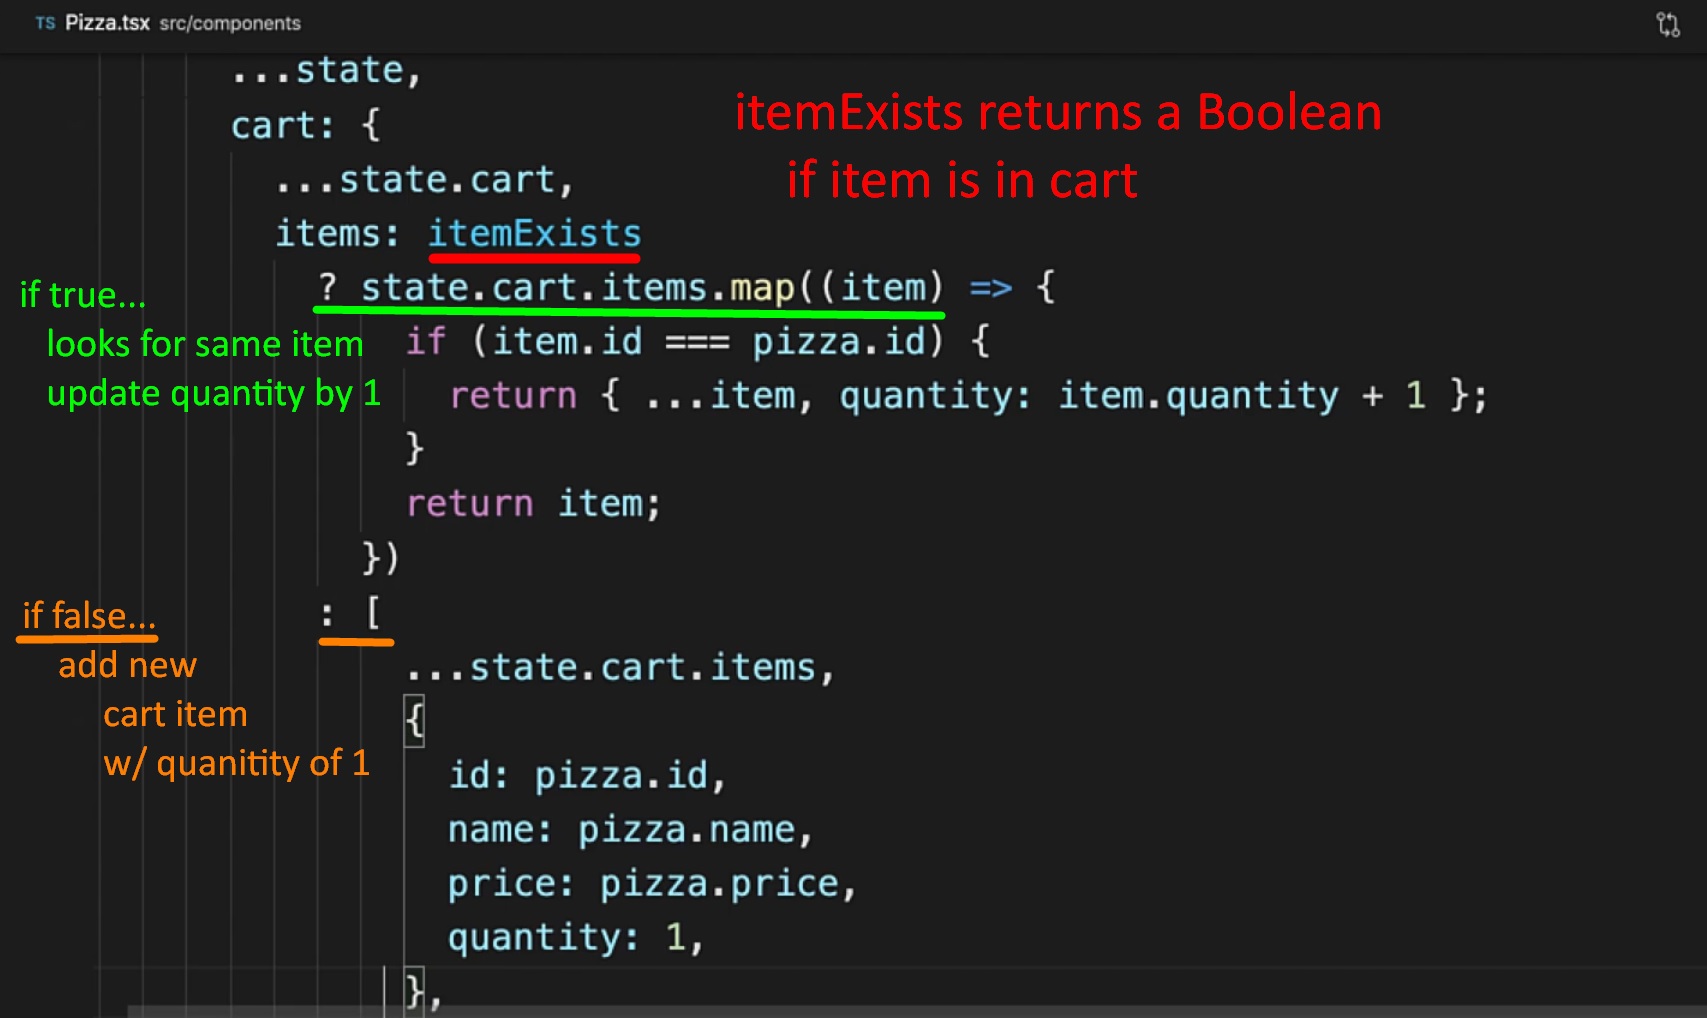 TS Pizza.tsx src/components
...state,
cart: {
itemExists returns a Boolean
if item is in cart
...state.cart,
items: itemExists
? state.cart.items.map((item) => {
if true...
looks for same item
update quantity by 1
if (item.id === pizza.id) {
return { ...item, quantity: item.quantity + 1 };
}
return item;
})
: [
if false...
add new
cart item
w/ quanitity of 1
...state.cart.items,
{
id: pizza.id,
name: pizza.name,
price: pizza.price,
quantity: 1,
},